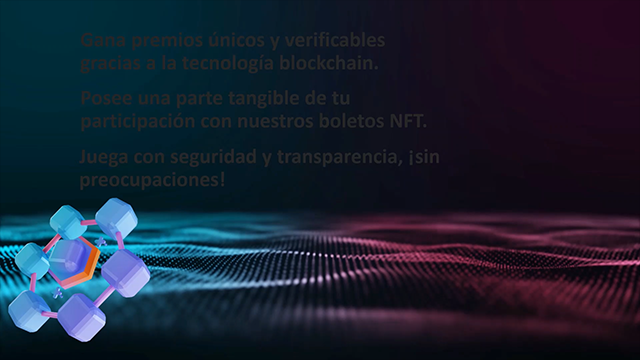 Gana premios únicos y verificables
gracias a la tecnología blockchain.
Posee una parte tangible de tu
participación con nuestros boletos NFT.
Juega con seguridad y transparencia, ¡sin
preocupaciones!